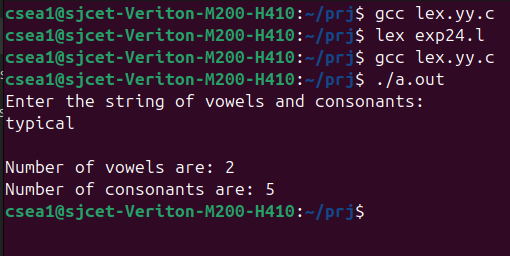 csea1@sjcet-Veriton-M200-H410:~/prj$ gcc lex.yy.c
csea1@sjcet-Veriton-M200-H410:~/prj$ lex exp24.l
csea1@sjcet-Veriton-M200-H410:~/prj$ gcc lex.yy.c
csea1@sjcet-Veriton-M200-H410:~/prj$ ./a.out
Enter the string of vowels and consonants:
typical
Number of vowels are: 2
Number of consonants are: 5
csea1@sjcet-Veriton-M200-H410:~/prj$